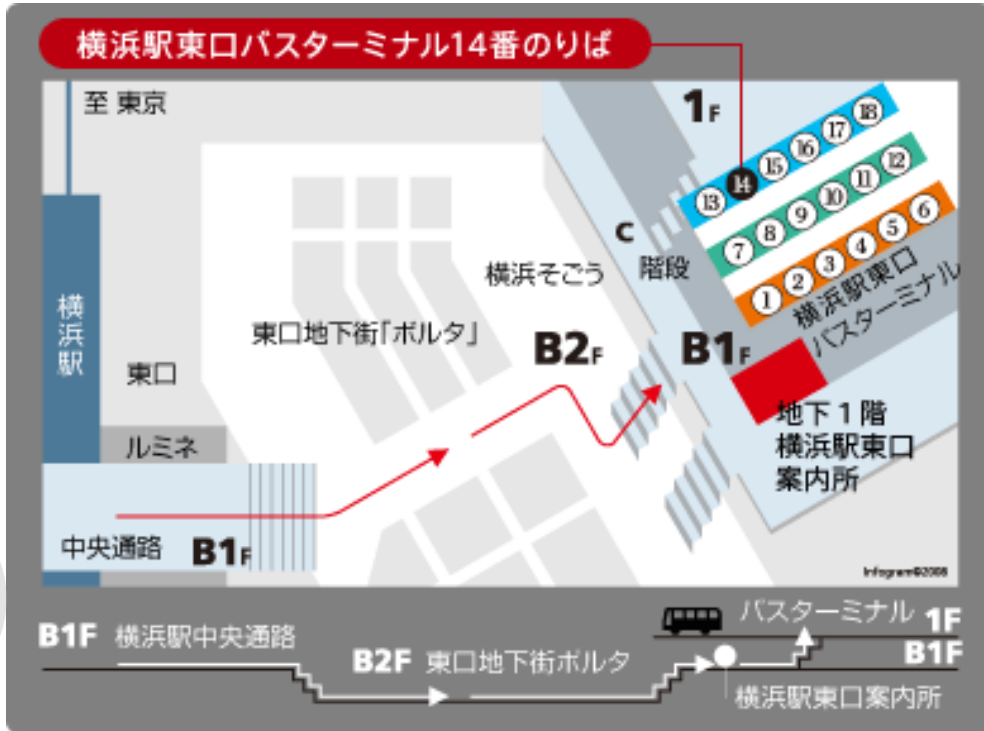 横浜駅東口バスターミナル14番のりば
至 東京
1F
13 14 15 16 17 18
7 8 9 10 11 12
1 2 3 4 5 6
C
階段
横浜そごう
横浜駅東口
バスターミナル
東口地下街「ボルタ」
B2F
B1F
横浜駅
東口
地下1階
横浜駅東口
案内所
ルミネ
中央通路 B1F
Infogram©2008
B1F 横浜駅中央通路
B2F 東口地下街ボルタ
バスターミナル 1F
B1F
横浜駅東口案内所